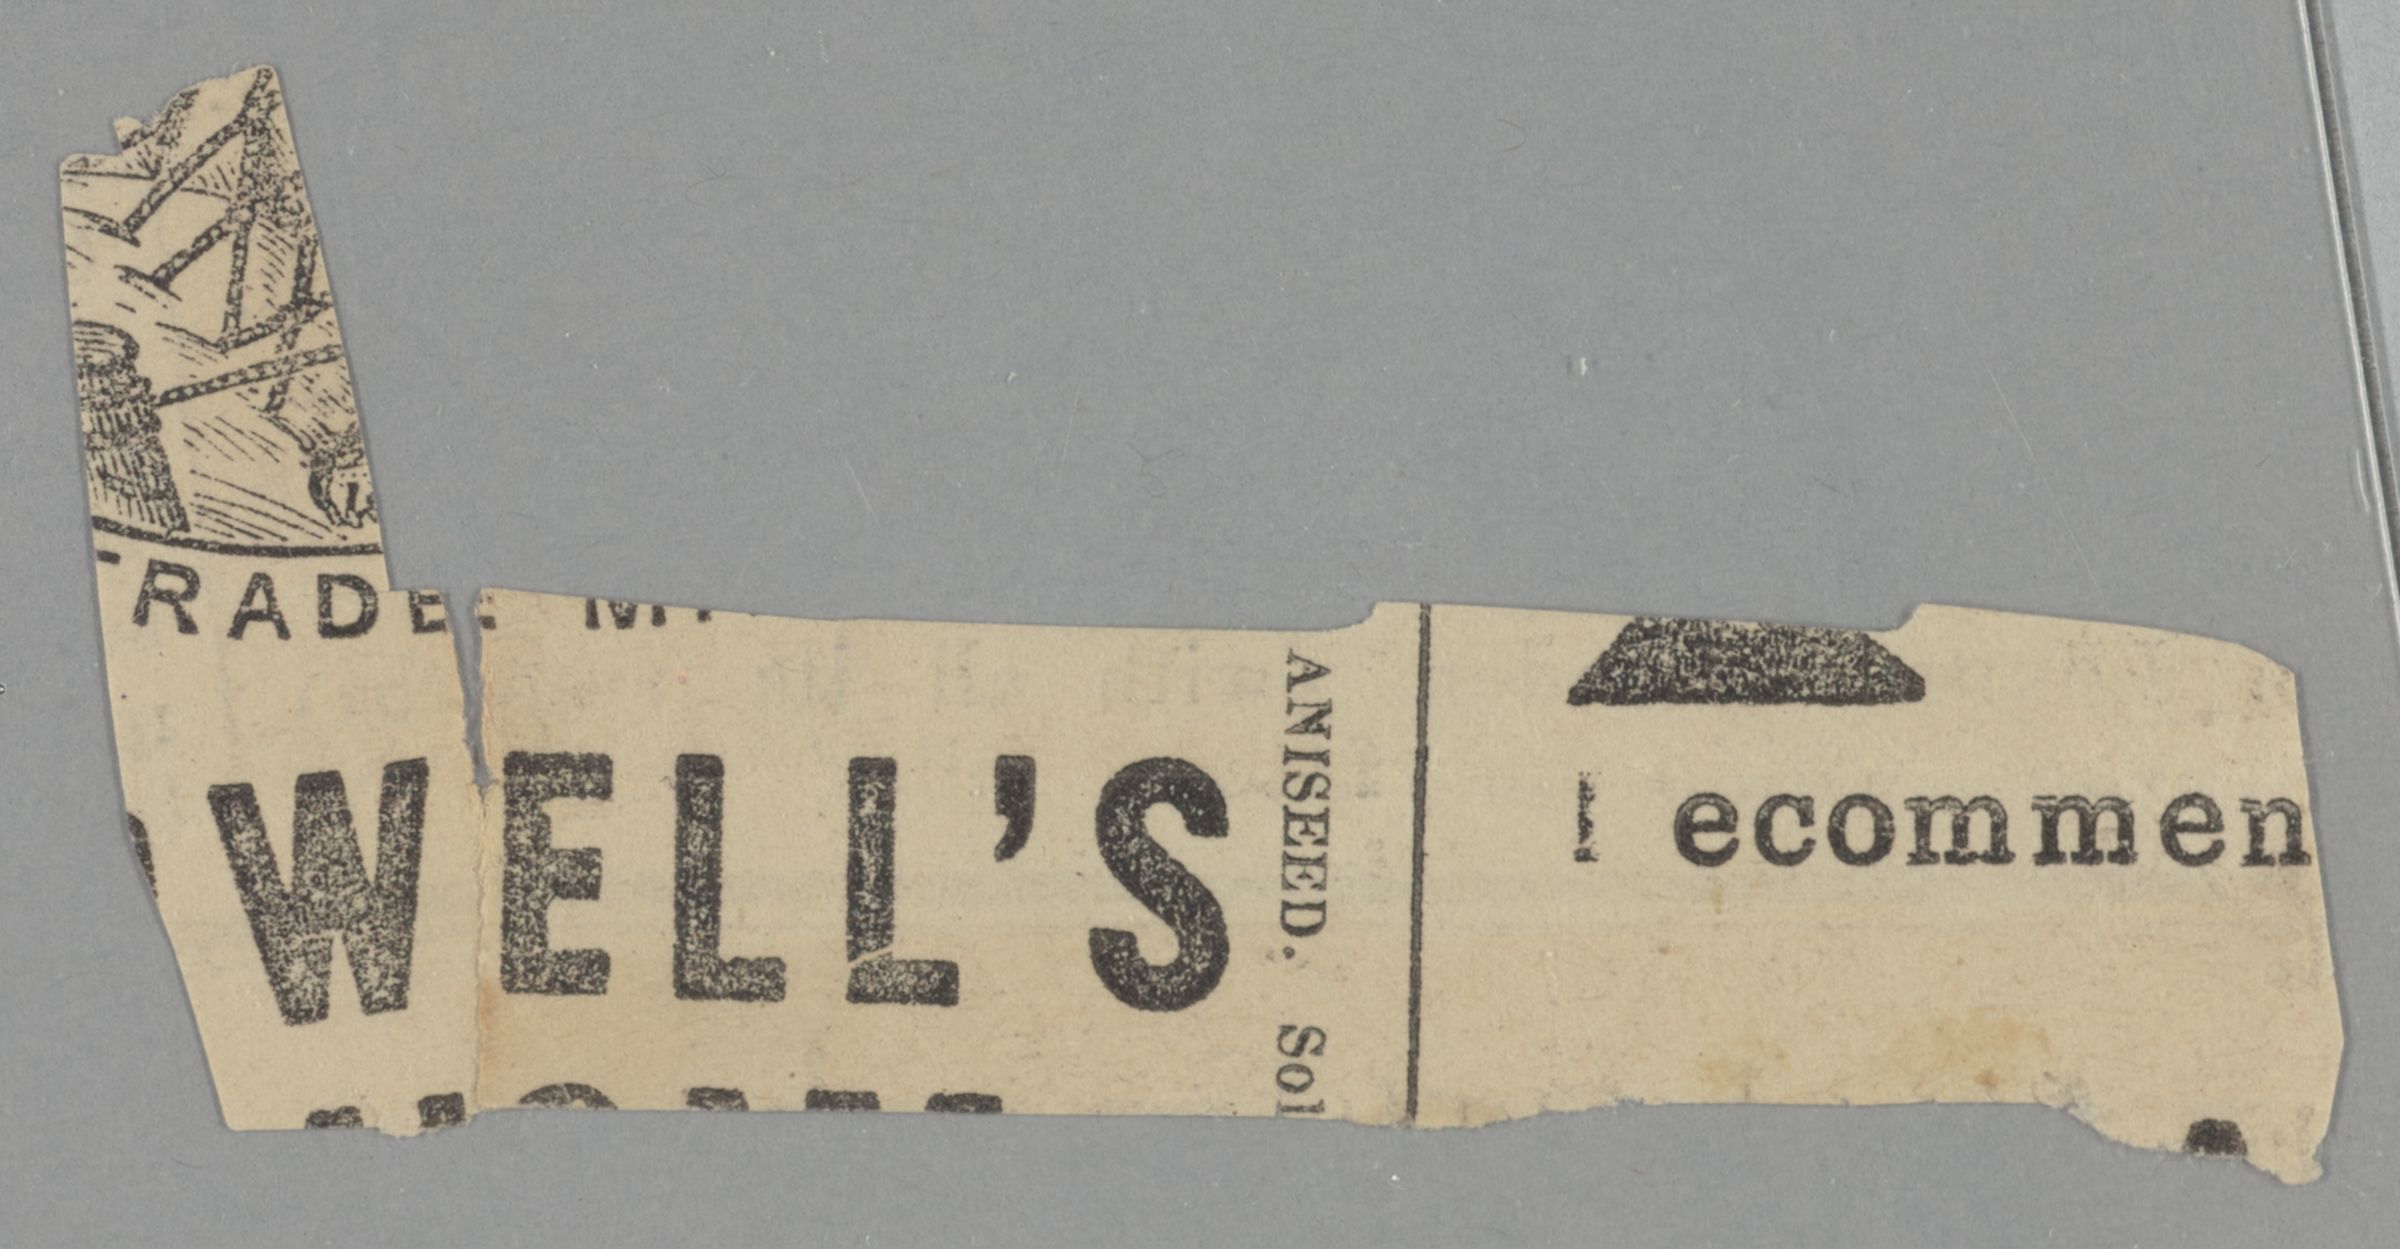 TRADE
WELL'S
ANISEED. Sol
ecommen